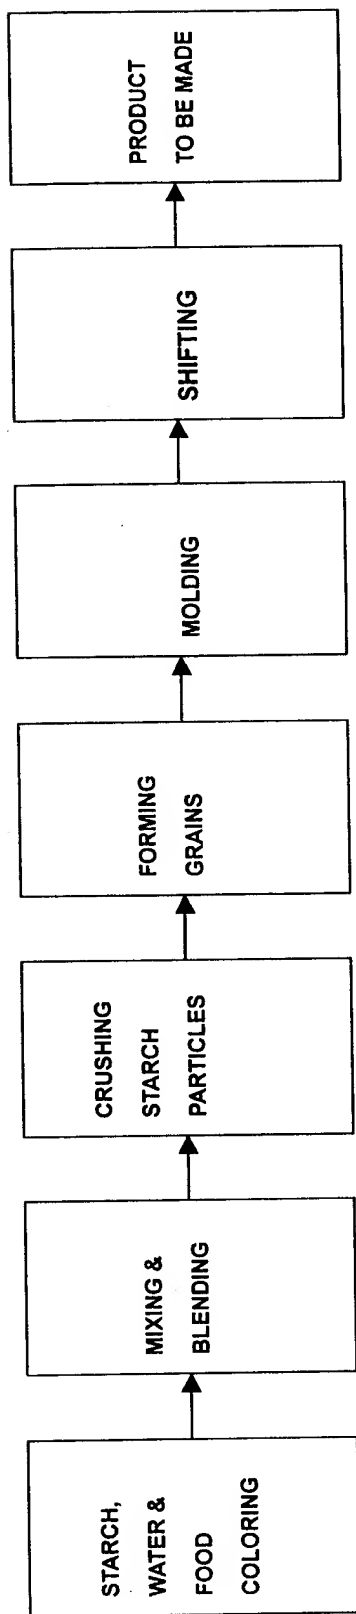 STARCH,
WATER &
FOOD
COLORING
MIXING &
BLENDING
CRUSHING
STARCH
PARTICLES
FORMING
GRAINS
MOLDING
SHIFTING
PRODUCT
TO BE MADE